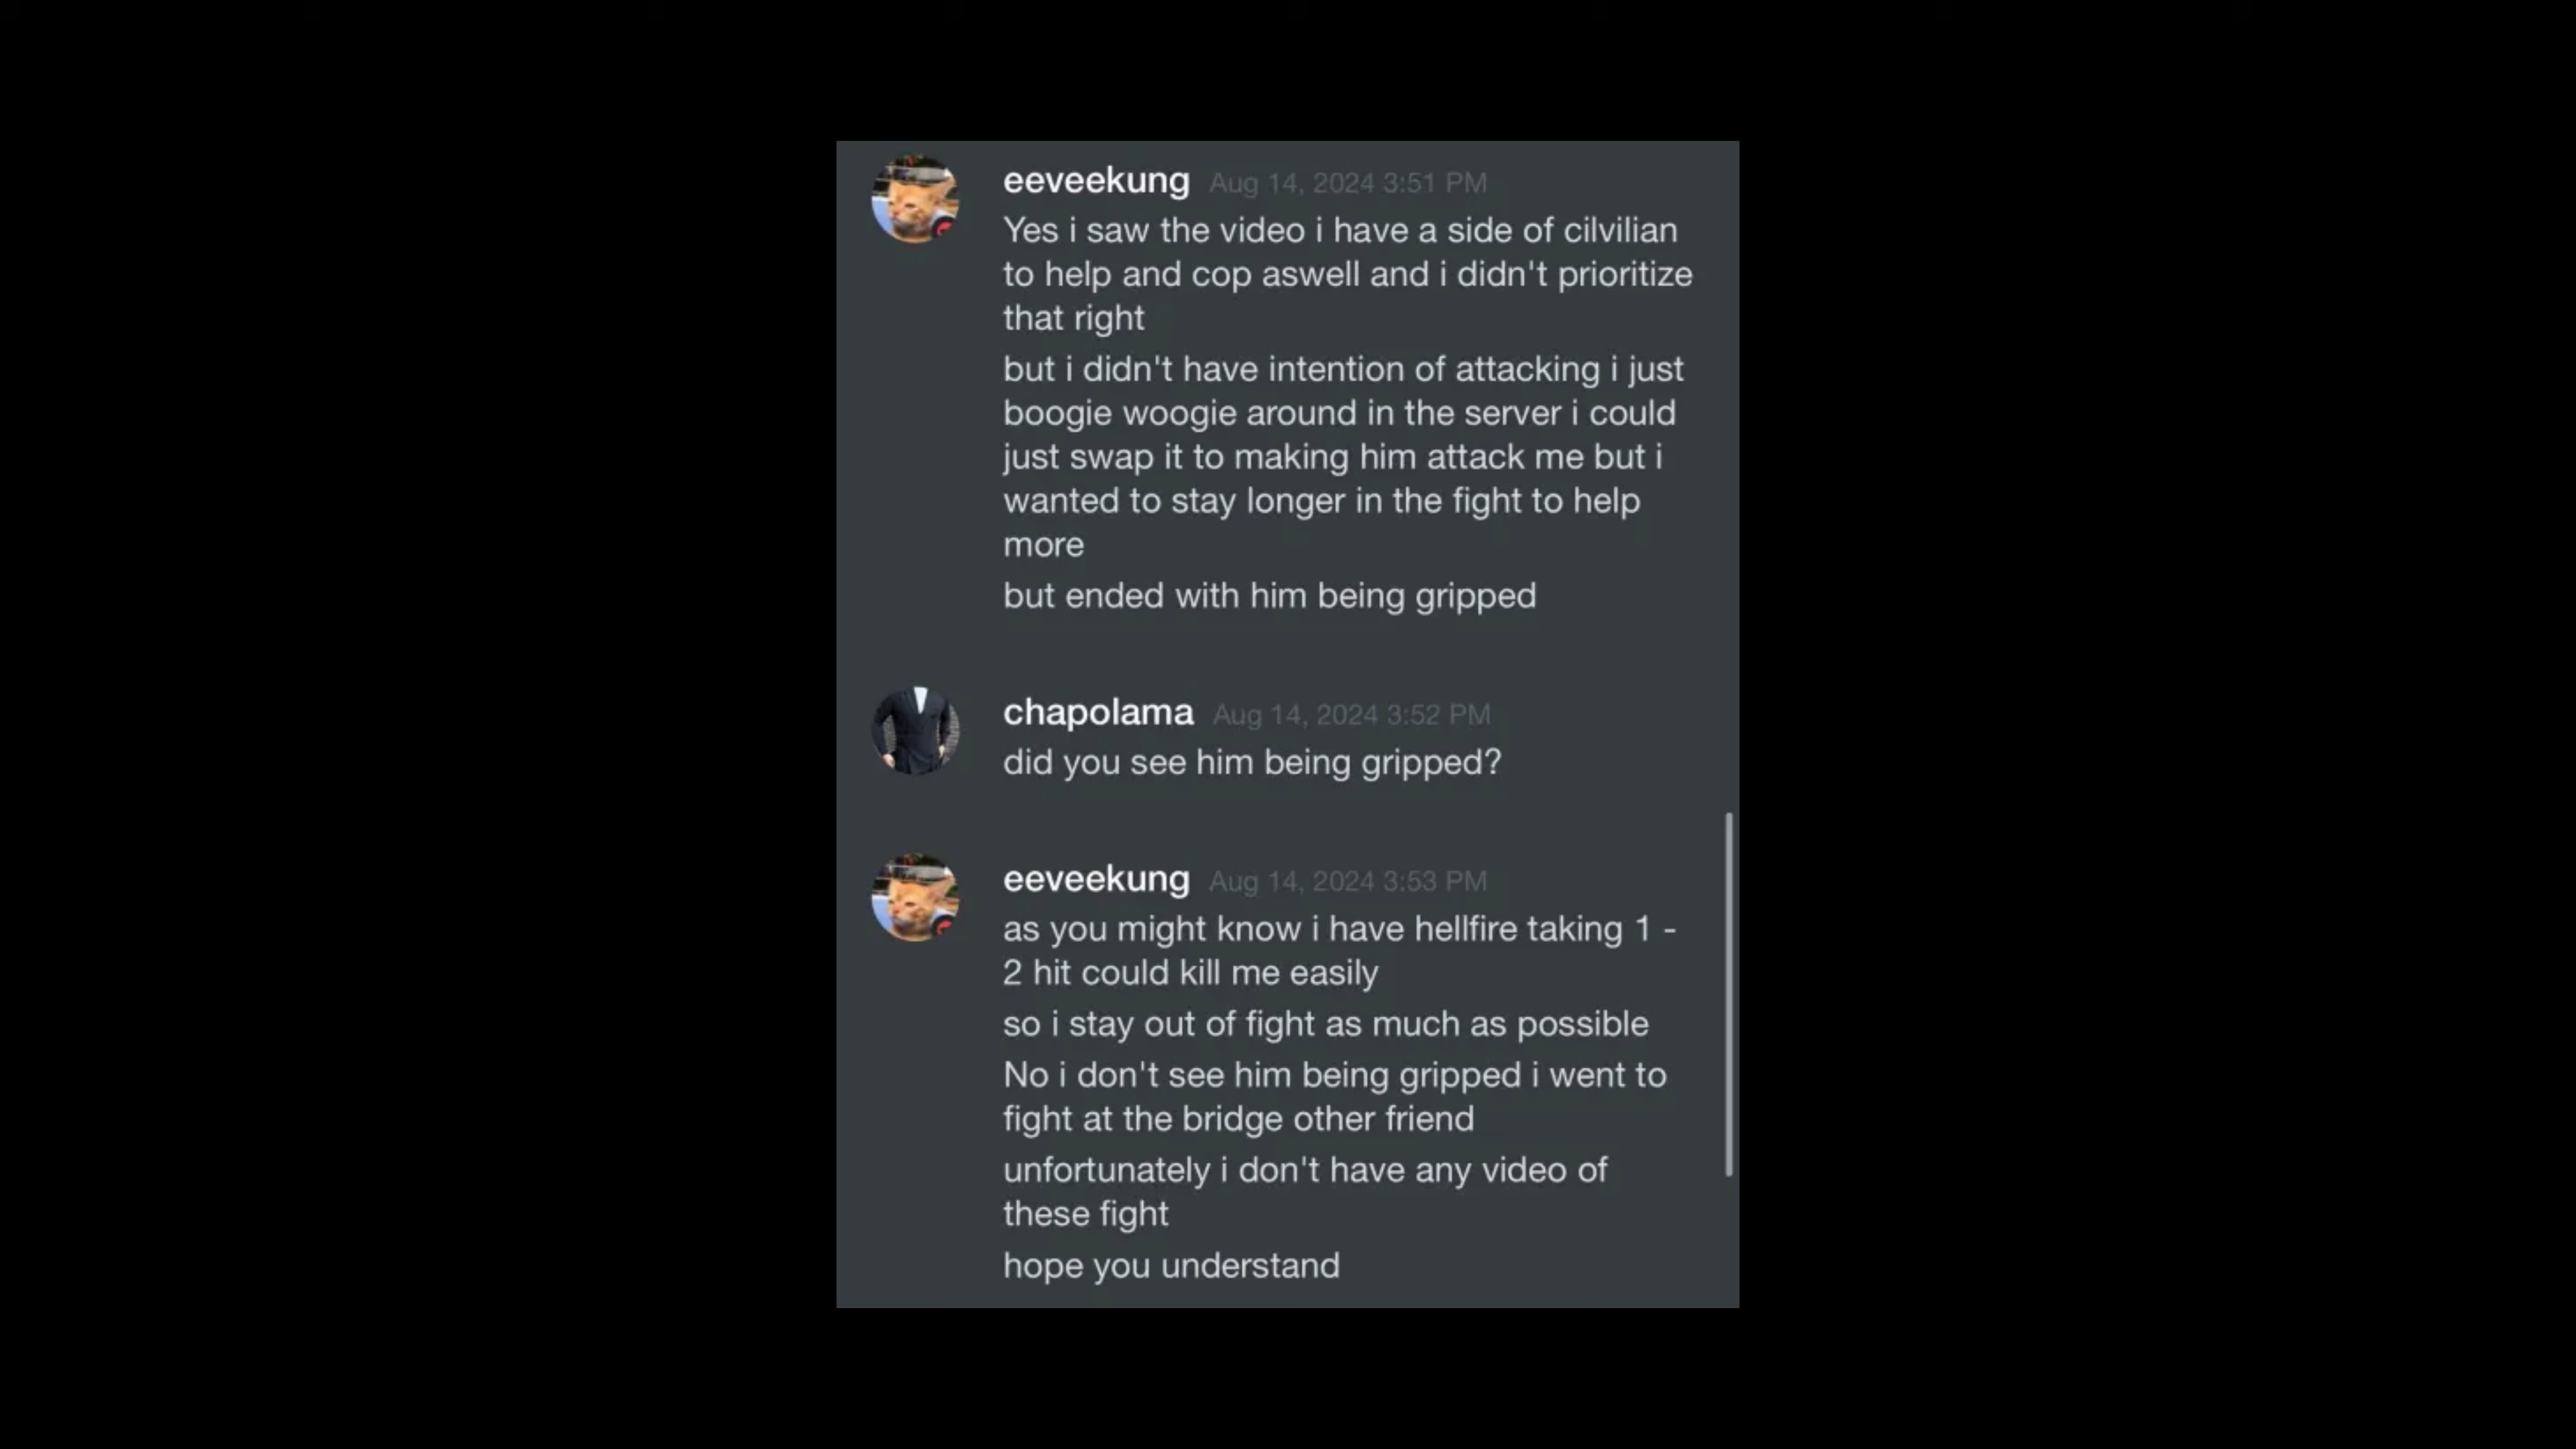 eeveekung Aug 14, 2024 3:51 PM
Yes i saw the video i have a side of cilvilian
to help and cop aswell and i didn't prioritize
that right
but i didn't have intention of attacking i just
boogie woogie around in the server i could
just swap it to making him attack me but i
wanted to stay longer in the fight to help
more
but ended with him being gripped
chapolama Aug 14, 2024 3:52 PM
did you see him being gripped?
eeveekung Aug 14, 2024 3:53 PM
as you might know i have hellfire taking 1 -
2 hit could kill me easily
so i stay out of fight as much as possible
No i don't see him being gripped i went to
fight at the bridge other friend
unfortunately i don't have any video of
these fight
hope you understand